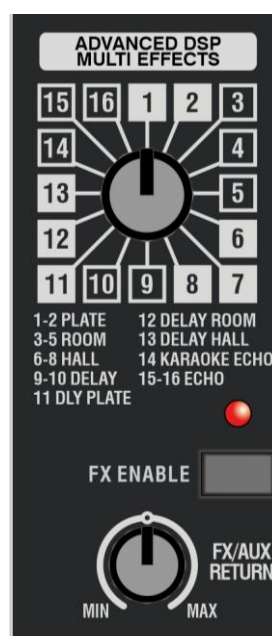 ADVANCED DSP
MULTI EFFECTS
15 16 1 2 3
14 4
13 5
12 6
11 10 9 8 7
1-2 PLATE 12 DELAY ROOM
3-5 ROOM 13 DELAY HALL
6-8 HALL 14 KARAOKE ECHO
9-10 DELAY 15-16 ECHO
11 DLY PLATE
FX ENABLE
FX/AUX
RETURN
MIN MAX